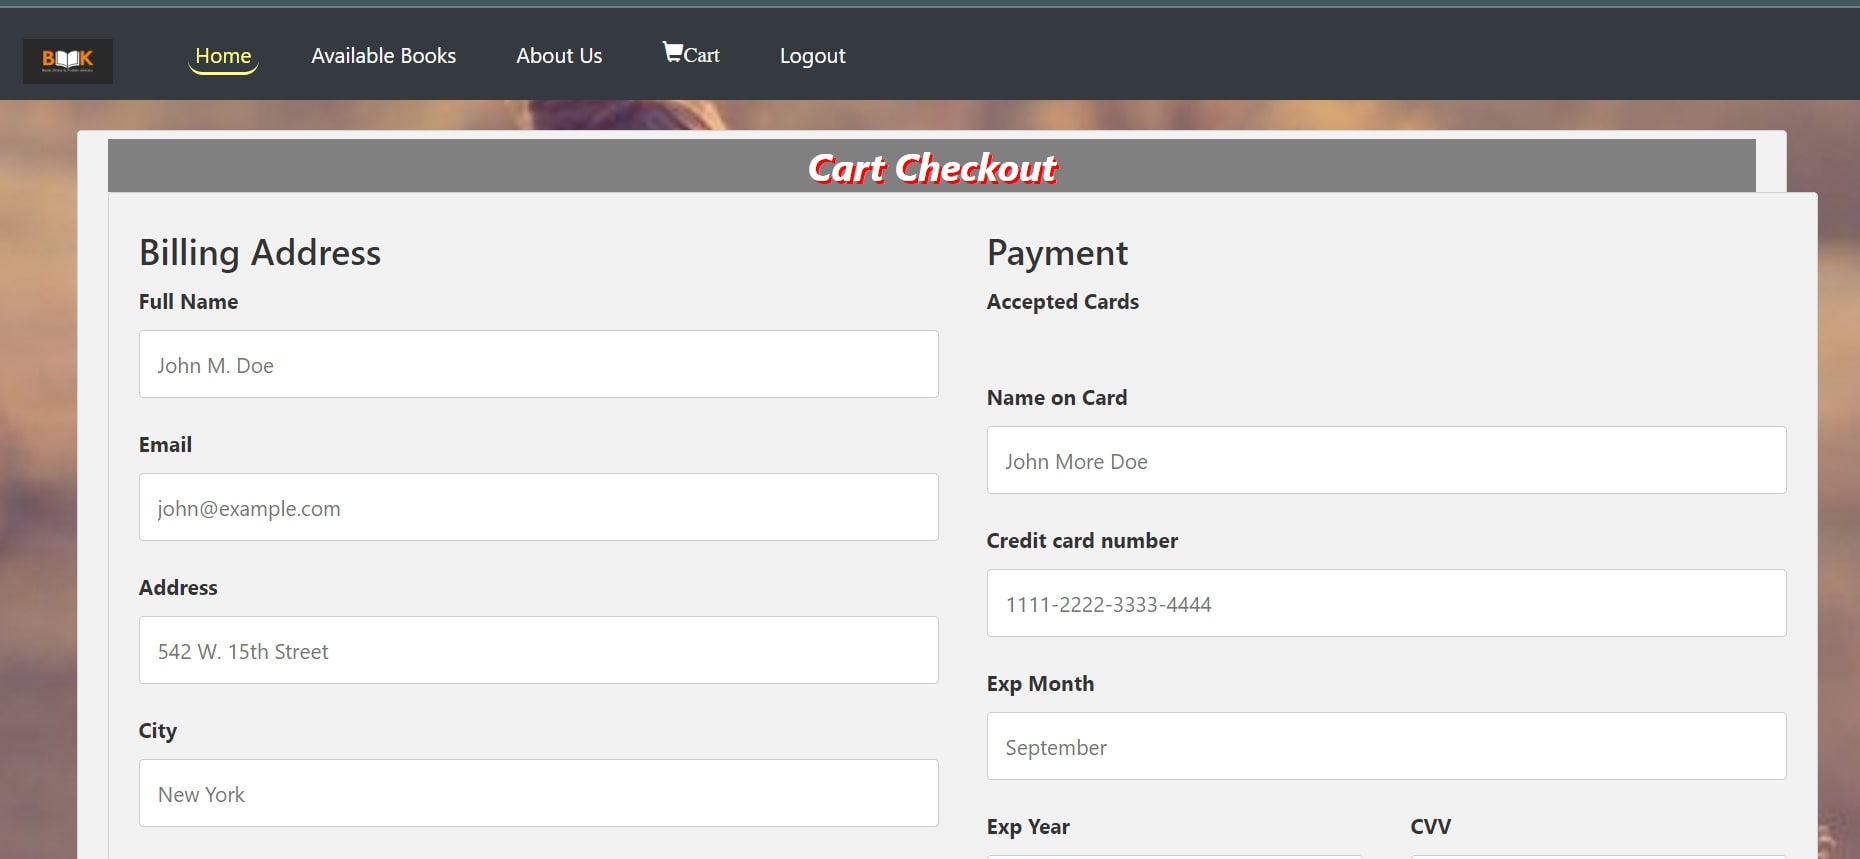 BOOK
Home
Available Books
About Us
Cart
Logout
Cart Checkout
Billing Address
Full Name
John M. Doe
Email
john@example.com
Address
542 W. 15th Street
City
New York
Payment
Accepted Cards
Name on Card
John More Doe
Credit card number
1111-2222-3333-4444
Exp Month
September
Exp Year
CVV